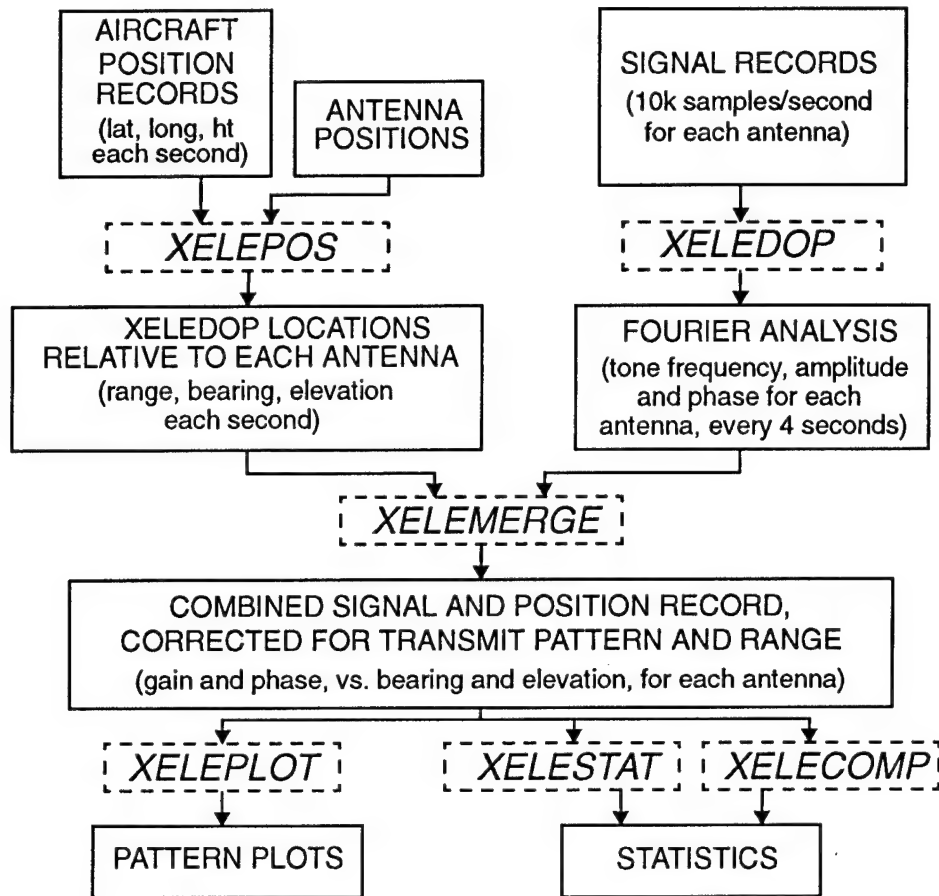 AIRCRAFT
POSITION
RECORDS
(lat, long, ht
each second)
ANTENNA
POSITIONS
SIGNAL RECORDS
(10k samples/second
for each antenna)
XELEPOS
XELEDOP
XELEDOP LOCATIONS
RELATIVE TO EACH ANTENNA
(range, bearing, elevation
each second)
FOURIER ANALYSIS
(tone frequency, amplitude
and phase for each
antenna, every 4 seconds)
XELEMERGE
COMBINED SIGNAL AND POSITION RECORD,
CORRECTED FOR TRANSMIT PATTERN AND RANGE
(gain and phase, vs. bearing and elevation, for each antenna)
XELEPLOT
XELESTAT
XELECOMP
PATTERN PLOTS
STATISTICS